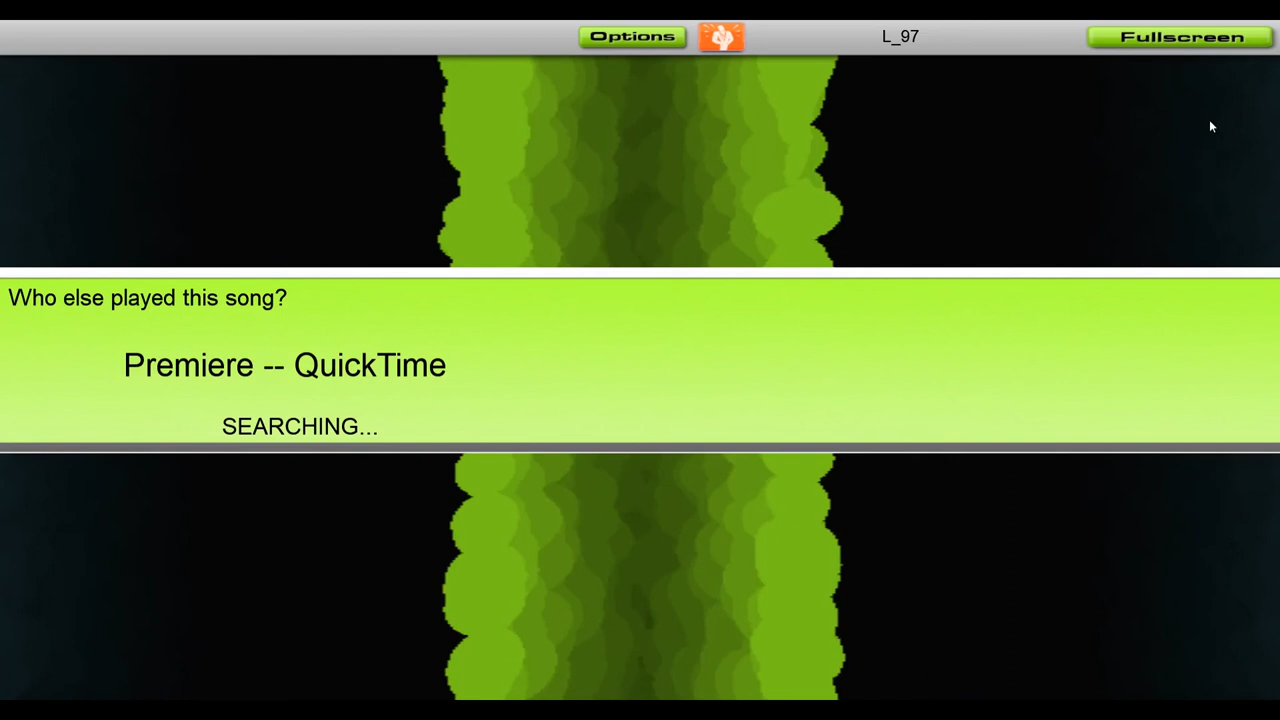 Options
L_97
Fullscreen
Who else played this song?
Premiere -- QuickTime
SEARCHING...